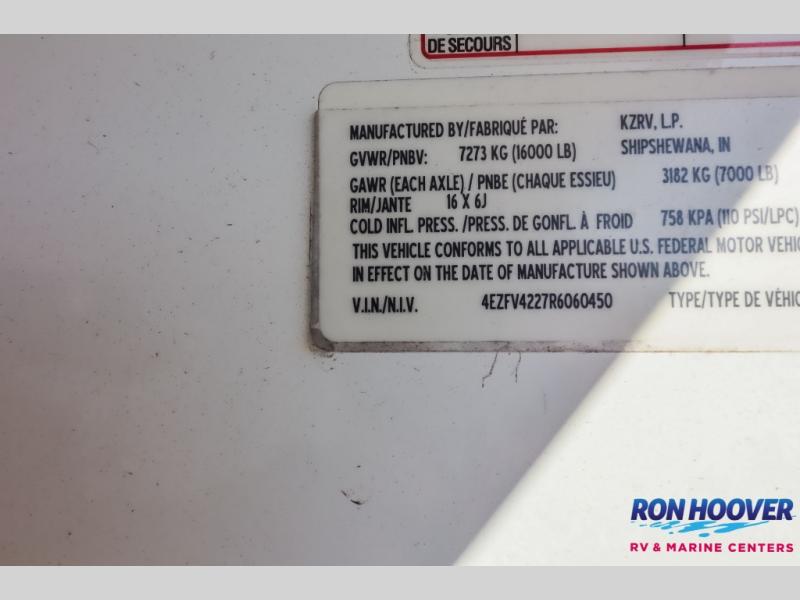 DE SECOURS
MANUFACTURED BY/FABRIQUÉ PAR: KZRV, L.P.
GVWR/PNBV: 7273 KG (16000 LB) SHIPSHEWANA, IN
GAWR (EACH AXLE) / PNBE (CHAQUE ESSIEU) 3182 KG (7000 LB)
RIM/JANTE 16 X 6J
COLD INFL. PRESS. /PRESS. DE GONFL. À FROID 758 KPA (110 PSI/LPC)
THIS VEHICLE CONFORMS TO ALL APPLICABLE U.S. FEDERAL MOTOR VEHIC
IN EFFECT ON THE DATE OF MANUFACTURE SHOWN ABOVE.
V.I.N./N.I.V. 4EZFV4227R6060450 TYPE/TYPE DE VÉHIC
RON HOOVER
RV & MARINE CENTERS